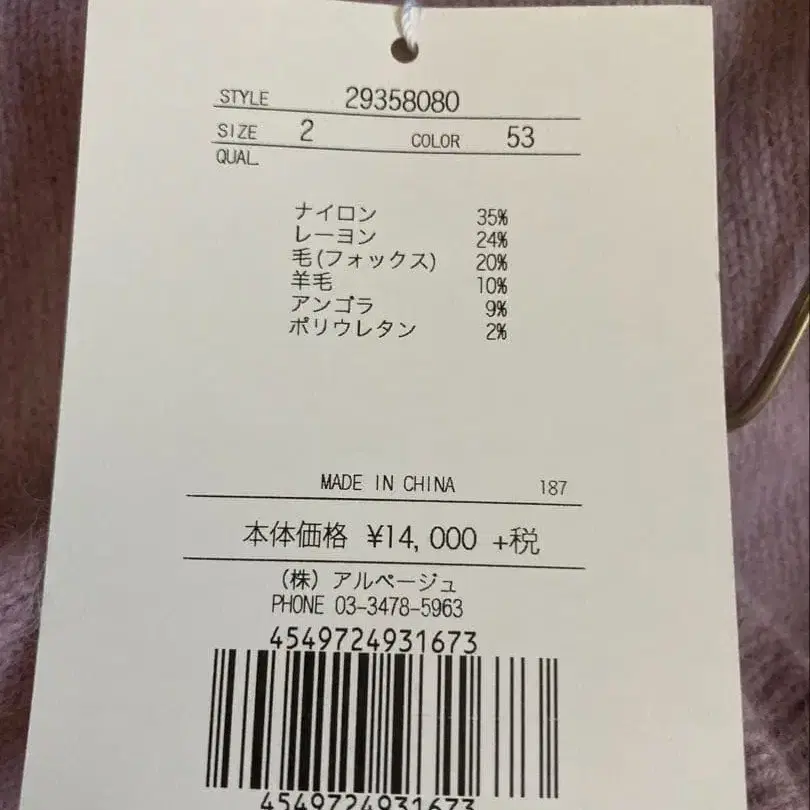 STYLE 29358080
SIZE 2 COLOR 53
QUAL.
ナイロン 35%
レーヨン 24%
毛(フォックス) 20%
羊毛 10%
アンゴラ 9%
ポリウレタン 2%
MADE IN CHINA 187
本体価格 ¥14,000 +税
(株) アルページュ
PHONE 03-3478-5963
4549724931673
4549724931673